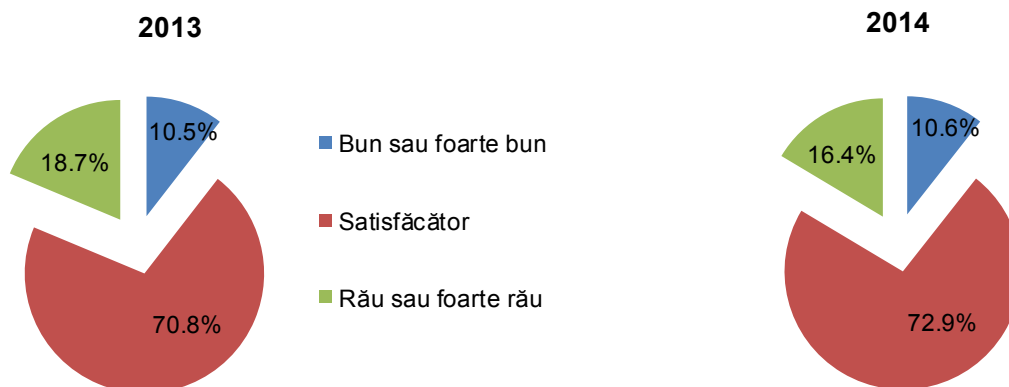 2013
2014
10.5%
18.7%
70.8%
Bun sau foarte bun
Satisfăcător
Rău sau foarte rău
10.6%
16.4%
72.9%